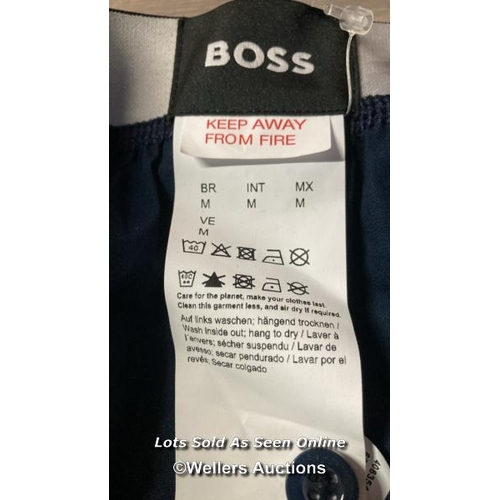 BOSS
KEEP AWAY
FROM FIRE
BR INT MX
M M M
VE
M
40
40C
Care for the planet, make your clothes last.
Clean this garment less, and air dry if required.
Auf links waschen; hängend trocknen /
Wash inside out; hang to dry / Laver à
l'envers; sécher suspendu / Lavar de
avesso; secar pendurado / Lavar por el
revés; Secar colgado
Lots Sold As Seen Online
©Wellers Auctions